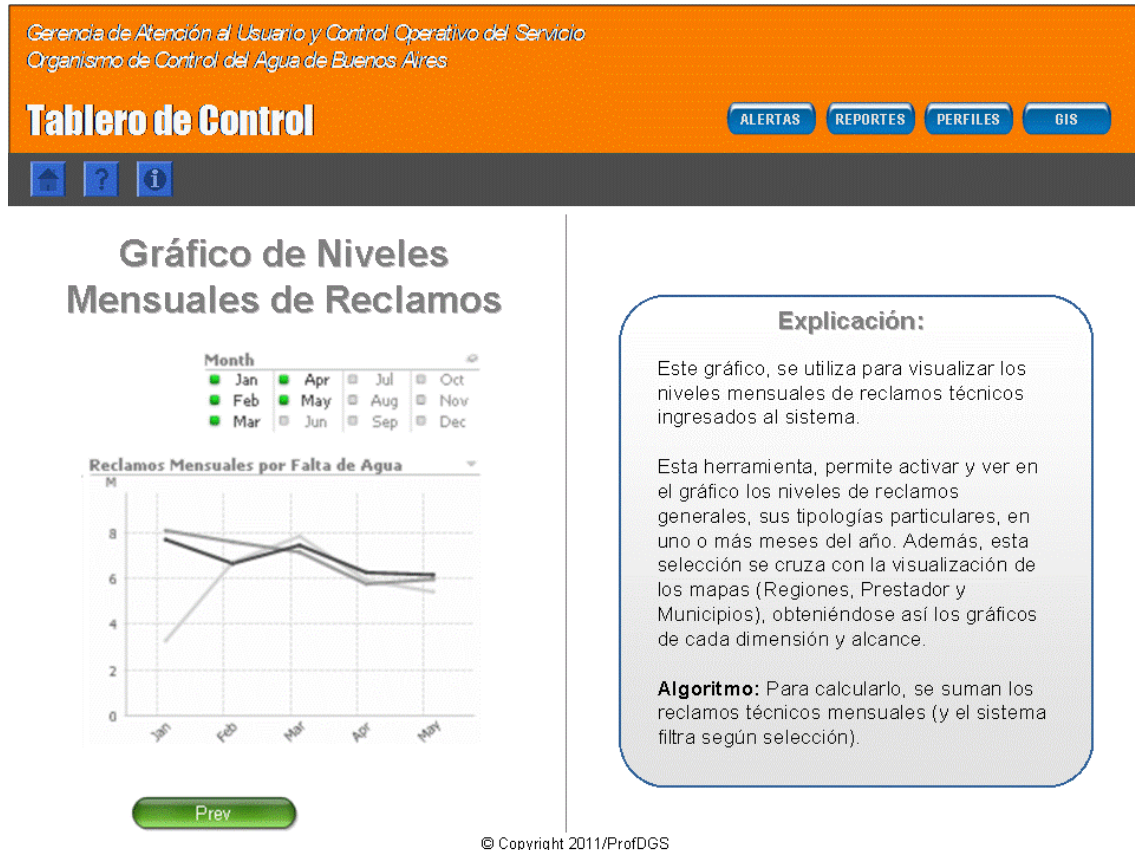 Gerencia de Atención al Usuario y Control Operativo del Servicio
Organismo de Control del Agua de Buenos Aires
Tablero de Control
ALERTAS REPORTES PERFILES GIS
Gráfico de Niveles
Mensuales de Reclamos
Month
Jan Apr Jul Oct
Feb May Aug Nov
Mar Jun Sep Dec
Reclamos Mensuales por Falta de Agua
M
8
6
4
2
0
Jan Feb Mar Apr May
Prev
Explicación:
Este gráfico, se utiliza para visualizar los
niveles mensuales de reclamos técnicos
ingresados al sistema.
Esta herramienta, permite activar y ver en
el gráfico los niveles de reclamos
generales, sus tipologías particulares, en
uno o más meses del año. Además, esta
selección se cruza con la visualización de
los mapas (Regiones, Prestador y
Municipios), obteniéndose así los gráficos
de cada dimensión y alcance.
Algoritmo: Para calcularlo, se suman los
reclamos técnicos mensuales (y el sistema
filtra según selección).
© Copyright 2011/ProfDGS